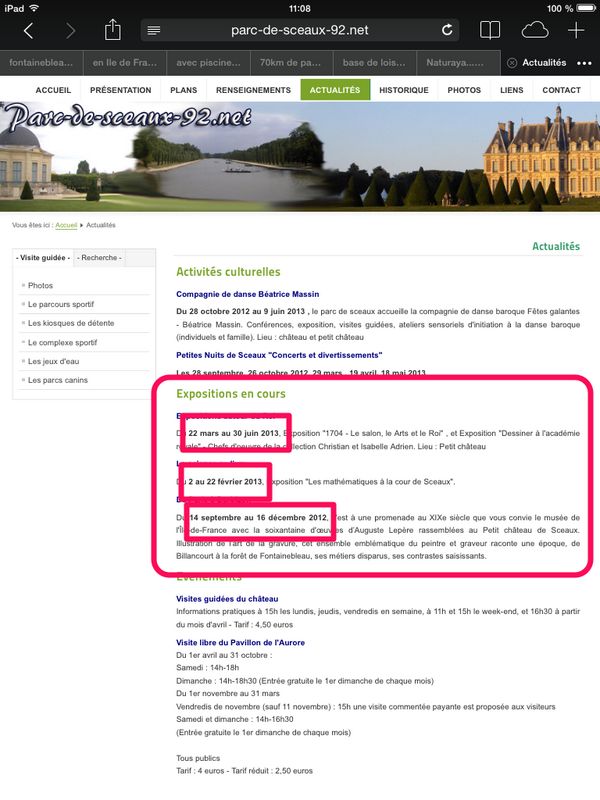 iPad 11:08 100 %
parc-de-sceaux-92.net
fontaineblea... en Ile de Fra... avec piscine... 70km de pa... base de lois... Naturaya...... Actualités
ACCUEIL PRÉSENTATION PLANS RENSEIGNEMENTS ACTUALITÉS HISTORIQUE PHOTOS LIENS CONTACT
Parc-de-sceaux-92.net
Vous êtes ici : Accueil Actualités
- Visite guidée - - Recherche -
Photos
Le parcours sportif
Les kiosques de détente
Le complexe sportif
Les jeux d'eau
Les parcs canins
Actualités
Activités culturelles
Compagnie de danse Béatrice Massin
Du 28 octobre 2012 au 9 juin 2013 , le parc de sceaux accueille la compagnie de danse baroque Fêtes galantes
- Béatrice Massin. Conférences, exposition, visites guidées, ateliers sensoriels d'initiation à la danse baroque
(individuels et famille). Lieu : château et petit château
Petites Nuits de Sceaux "Concerts et divertissements"
Les 28 septembre, 26 octobre 2012, 29 mars , 19 avril, 18 mai 2013
Expositions en cours
Du 22 mars au 30 juin 2013, Exposition "1704 - Le salon, le Arts et le Roi" , et Exposition "Dessiner à l'académie
royale" - Chefs d'oeuvre de la collection Christian et Isabelle Adrien. Lieu : Petit château
Du 2 au 22 février 2013, Exposition "Les mathématiques à la cour de Sceaux".
Du 14 septembre au 16 décembre 2012, c'est à une promenade au XIXe siècle que vous convie le musée de
l'Île-de-France avec la soixantaine d'œuvres d'Auguste Lepère rassemblées au Petit château de Sceaux.
Illustration de l'art de la gravure, cet ensemble emblématique du peintre et graveur raconte une époque, de
Billancourt à la forêt de Fontainebleau, ses métiers disparus, ses contrastes saisissants.
Evènements
Visites guidées du château
Informations pratiques à 15h les lundis, jeudis, vendredis en semaine, à 11h et 15h le week-end, et 16h30 à partir
du mois d'avril - Tarif : 4,50 euros
Visite libre du Pavillon de l'Aurore
Du 1er avril au 31 octobre :
Samedi : 14h-18h
Dimanche : 14h-18h30 (Entrée gratuite le 1er dimanche de chaque mois)
Du 1er novembre au 31 mars
Vendredis de novembre (sauf 11 novembre) : 15h une visite commentée payante est proposée aux visiteurs
Samedi et dimanche : 14h-16h30
(Entrée gratuite le 1er dimanche de chaque mois)
Tous publics
Tarif : 4 euros - Tarif réduit : 2,50 euros